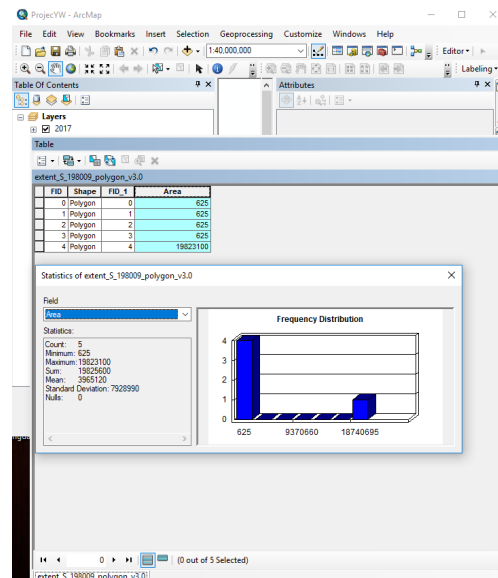 ProjecYW - ArcMap
File Edit View Bookmarks Insert Selection Geoprocessing Customize Windows Help
1:40,000,000 Editor
Labeling
Table Of Contents
Attributes
Layers
2017
Table
extent_S_198009_polygon_v3.0
FID Shape FID_1 Area
0 Polygon 0 625
1 Polygon 1 625
2 Polygon 2 625
3 Polygon 3 625
4 Polygon 4 19823100
Statistics of extent_S_198009_polygon_v3.0
Field
Area
Statistics:
Count: 5
Minimum: 625
Maximum: 19823100
Sum: 19825600
Mean: 3965120
Standard Deviation: 7928990
Nulls: 0
Frequency Distribution
4
3
2
1
0
625 9370660 18740695
0 (0 out of 5 Selected)
extent_S_198009_polygon_v3.0